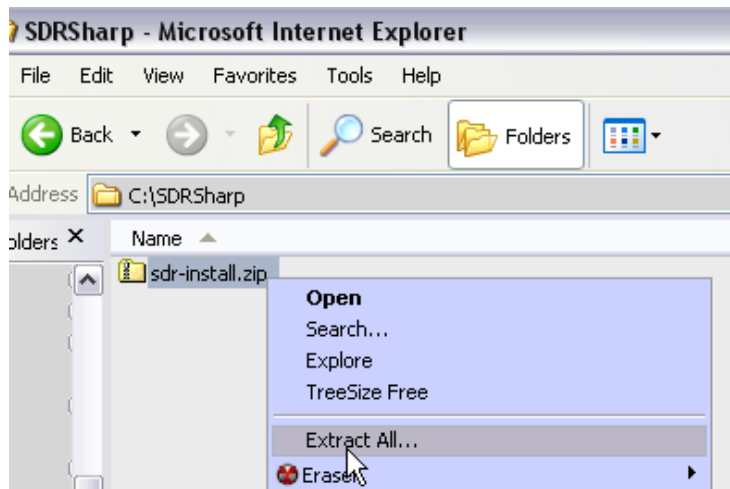 SDRSharp - Microsoft Internet Explorer
File Edit View Favorites Tools Help
Back Search Folders
Address C:\SDRSharp
olders Name
sdr-install.zip
Open
Search...
Explore
TreeSize Free
Extract All...
Eraser